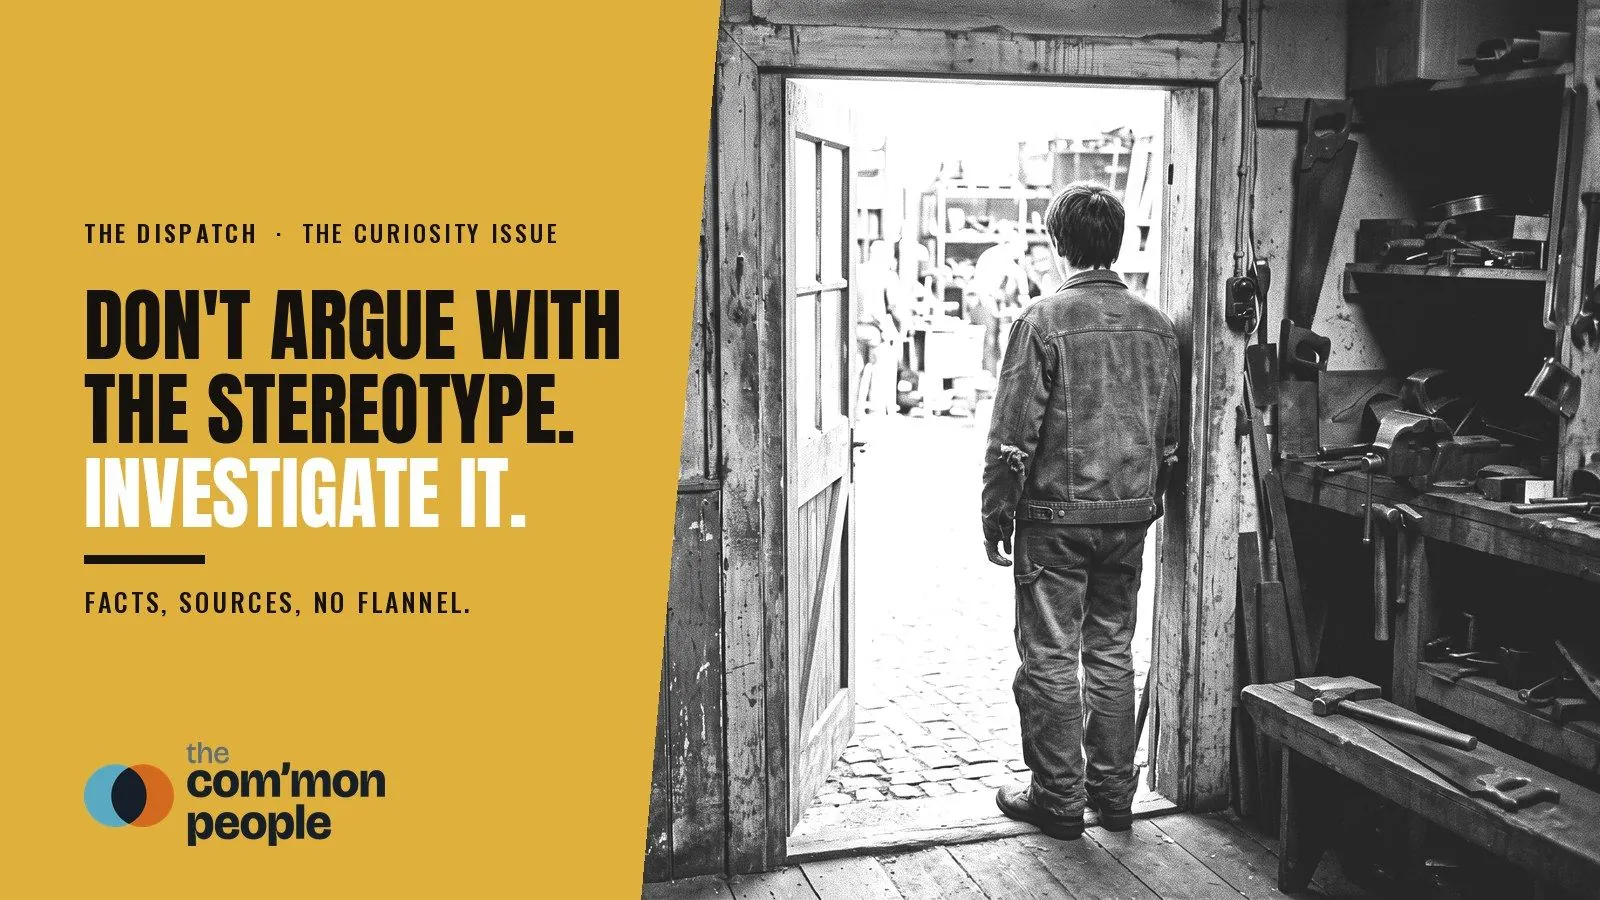 THE DISPATCH · THE CURIOSITY ISSUE
DON'T ARGUE WITH
THE STEREOTYPE.
INVESTIGATE IT.
FACTS, SOURCES, NO FLANNEL.
the
com'mon
people